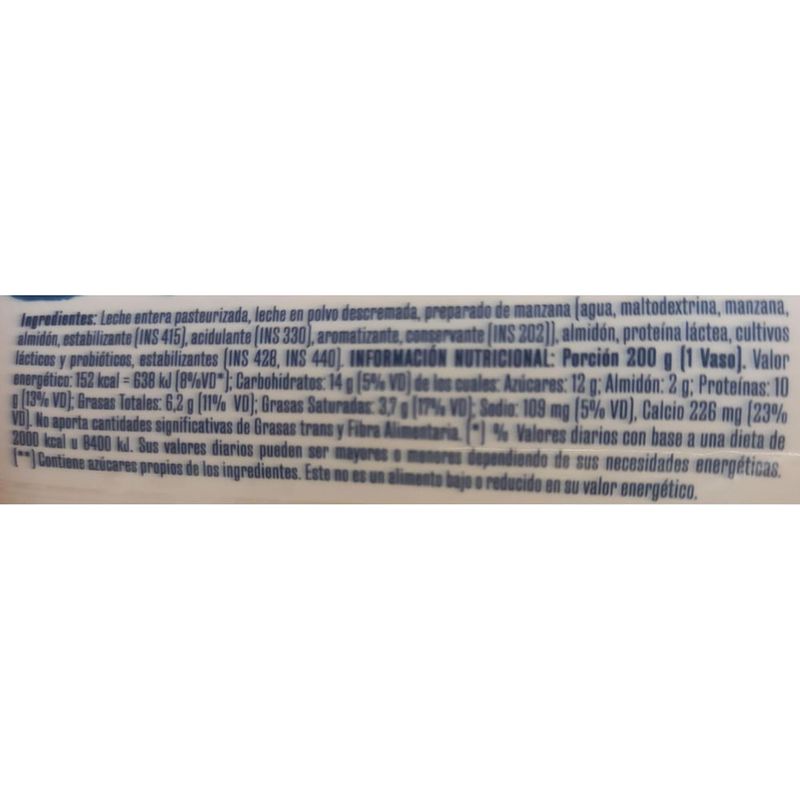 Ingredientes: Leche entera pasteurizada, leche en polvo descremada, preparado de manzana (agua, maltodextrina, manzana,
almidón, estabilizante (INS 415), acidulante (INS 330), aromatizante, conservante (INS 202)), almidón, proteína láctea, cultivos
lácticos y probióticos, estabilizantes (INS 428, INS 440). INFORMACIÓN NUTRICIONAL: Porción 200 g (1 Vaso). Valor
energético: 152 kcal = 638 kJ (8%VD*); Carbohidratos: 14 g (5% VD) de los cuales: Azúcares: 12 g; Almidón: 2 g; Proteínas: 10
g (13% VD); Grasas Totales: 6,2 g (11% VD); Grasas Saturadas: 3,7 g (17% VD); Sodio: 109 mg (5% VD), Calcio 226 mg (23%
VD). No aporta cantidades significativas de Grasas trans y Fibra Alimentaria. (*) % Valores diarios con base a una dieta de
2000 kcal u 8400 kJ. Sus valores diarios pueden ser mayores o menores dependiendo de sus necesidades energéticas.
(**) Contiene azúcares propios de los ingredientes. Este no es un alimento bajo o reducido en su valor energético.